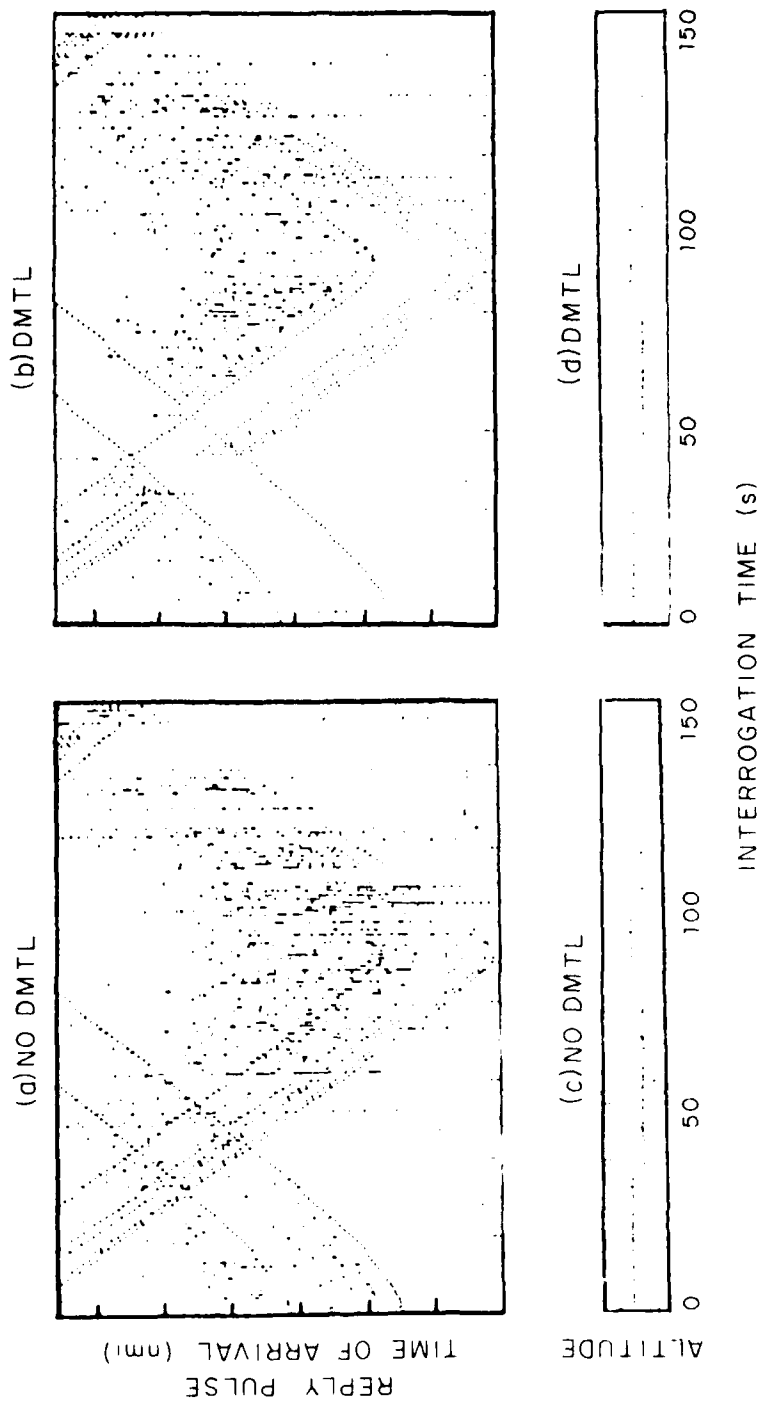 (a) NO DMTL
(b) DMTL
REPLY PULSE
TIME OF ARRIVAL (nmi)
(c) NO DMTL
(d) DMTL
ALTITUDE
0 50 100 150
0 50 100 150
INTERROGATION TIME (s)